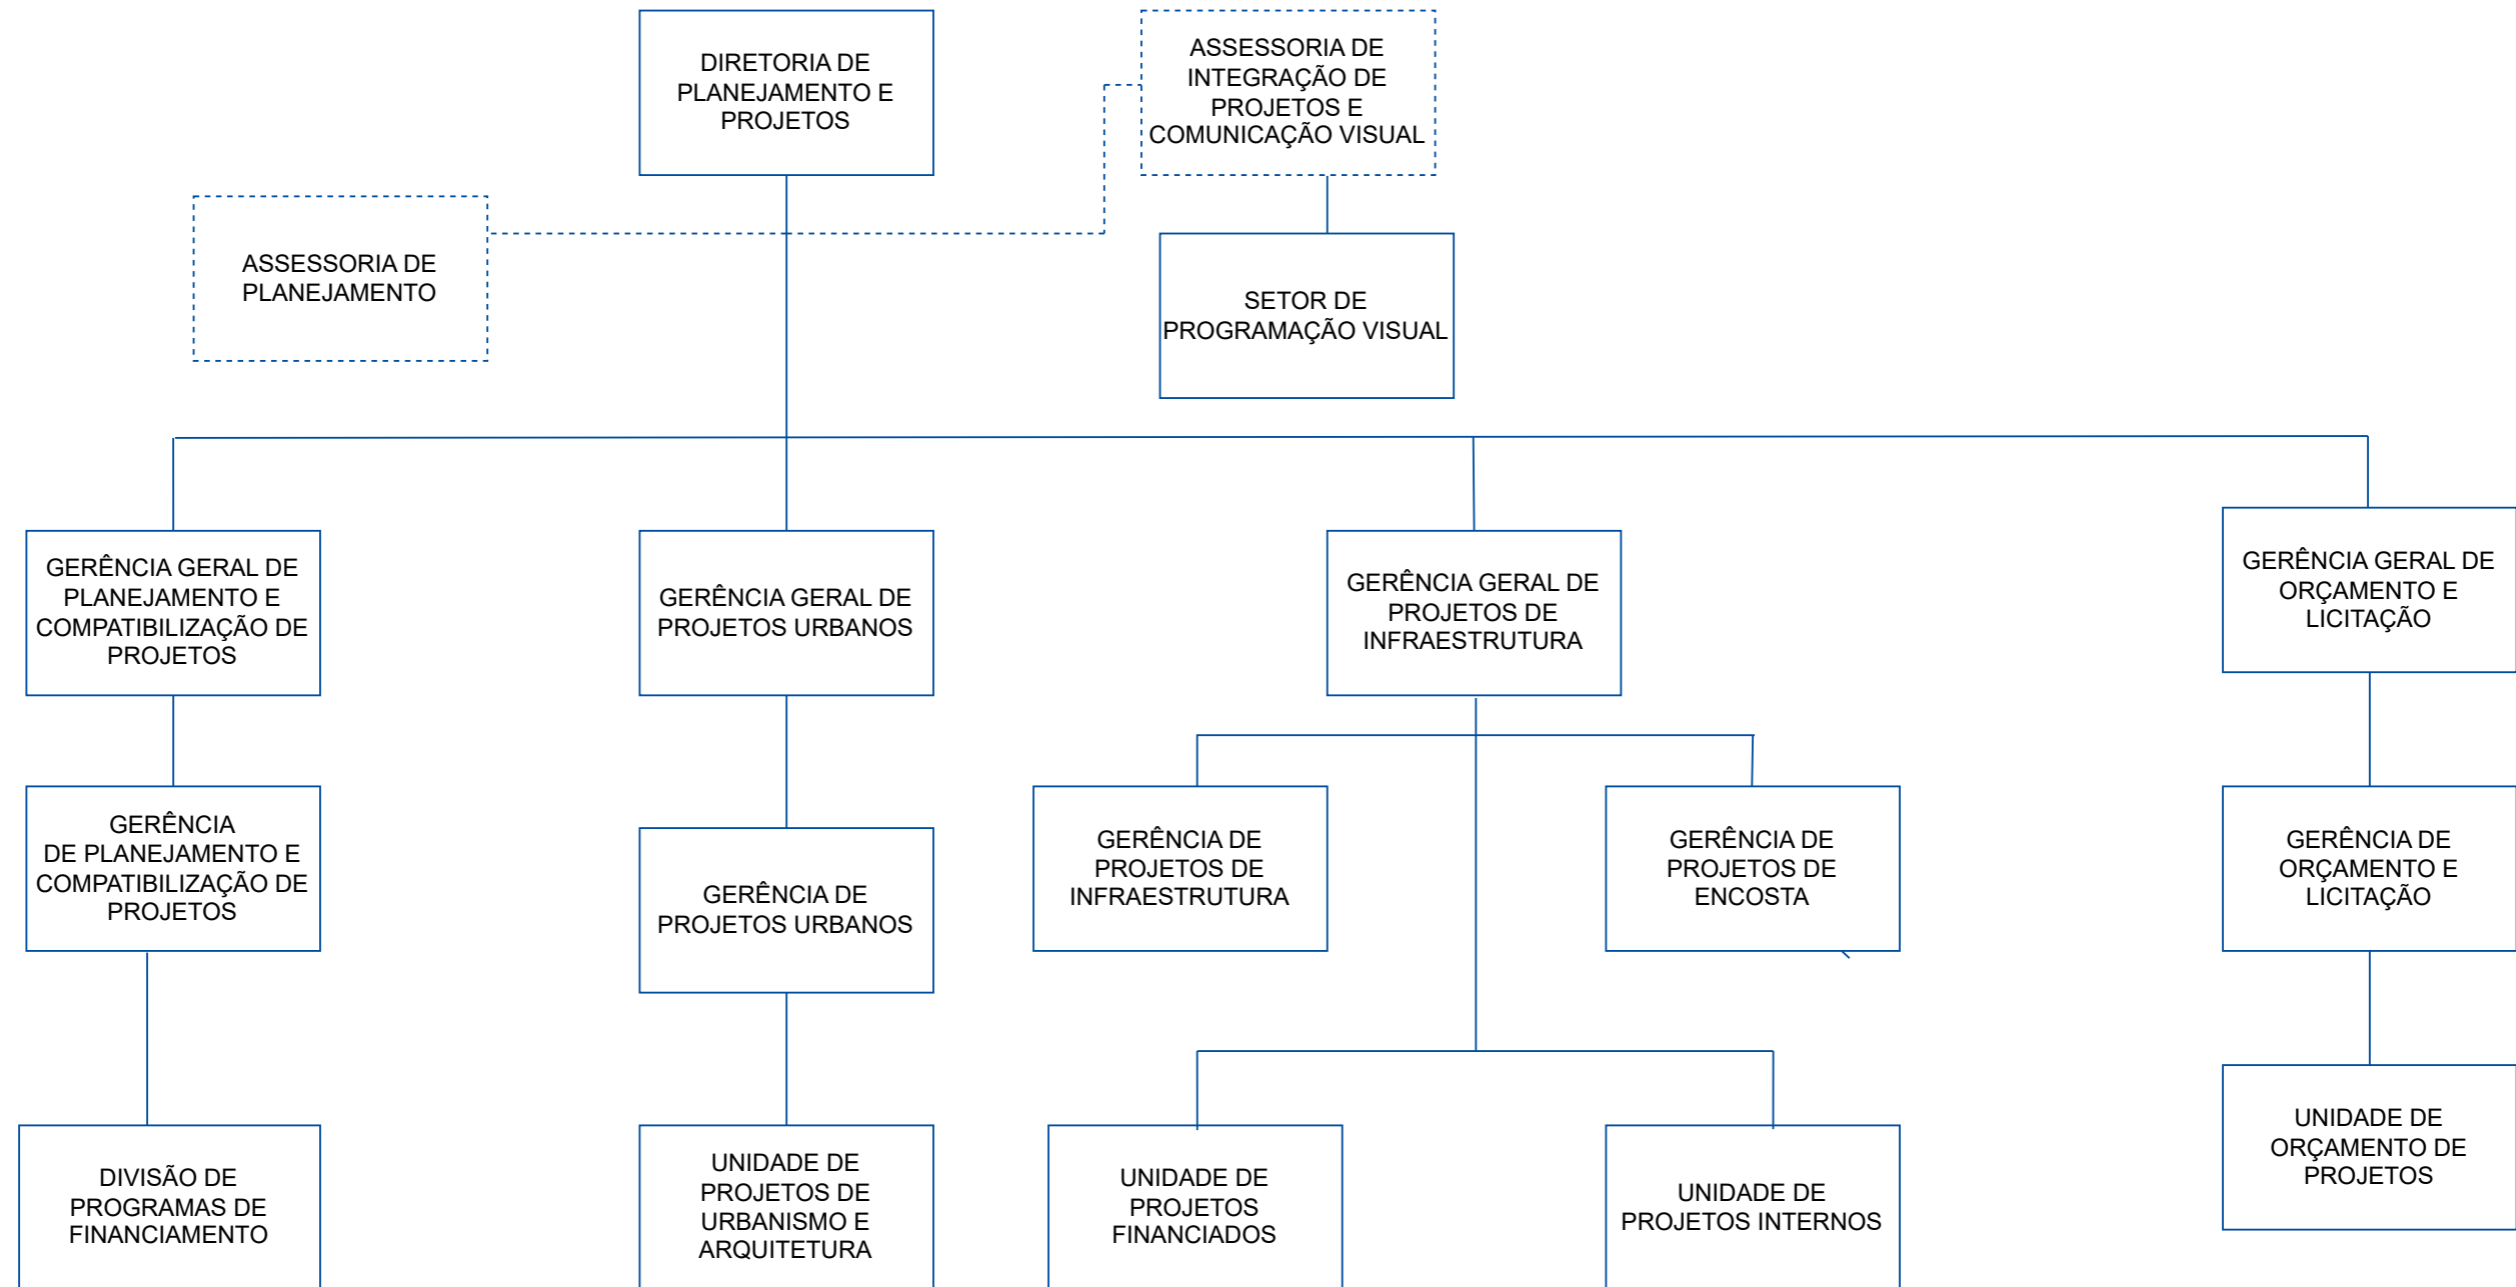 DIRETORIA DE
PLANEJAMENTO E
PROJETOS
ASSESSORIA DE
INTEGRAÇÃO DE
PROJETOS E
COMUNICAÇÃO VISUAL
ASSESSORIA DE
PLANEJAMENTO
SETOR DE
PROGRAMAÇÃO VISUAL
GERÊNCIA GERAL DE
PLANEJAMENTO E
COMPATIBILIZAÇÃO DE
PROJETOS
GERÊNCIA GERAL DE
PROJETOS URBANOS
GERÊNCIA GERAL DE
PROJETOS DE
INFRAESTRUTURA
GERÊNCIA GERAL DE
ORÇAMENTO E
LICITAÇÃO
GERÊNCIA
DE PLANEJAMENTO E
COMPATIBILIZAÇÃO DE
PROJETOS
GERÊNCIA DE
PROJETOS URBANOS
GERÊNCIA DE
PROJETOS DE
INFRAESTRUTURA
GERÊNCIA DE
PROJETOS DE
ENCOSTA
GERÊNCIA DE
ORÇAMENTO E
LICITAÇÃO
DIVISÃO DE
PROGRAMAS DE
FINANCIAMENTO
UNIDADE DE
PROJETOS DE
URBANISMO E
ARQUITETURA
UNIDADE DE
PROJETOS
FINANCIADOS
UNIDADE DE
PROJETOS INTERNOS
UNIDADE DE
ORÇAMENTO DE
PROJETOS